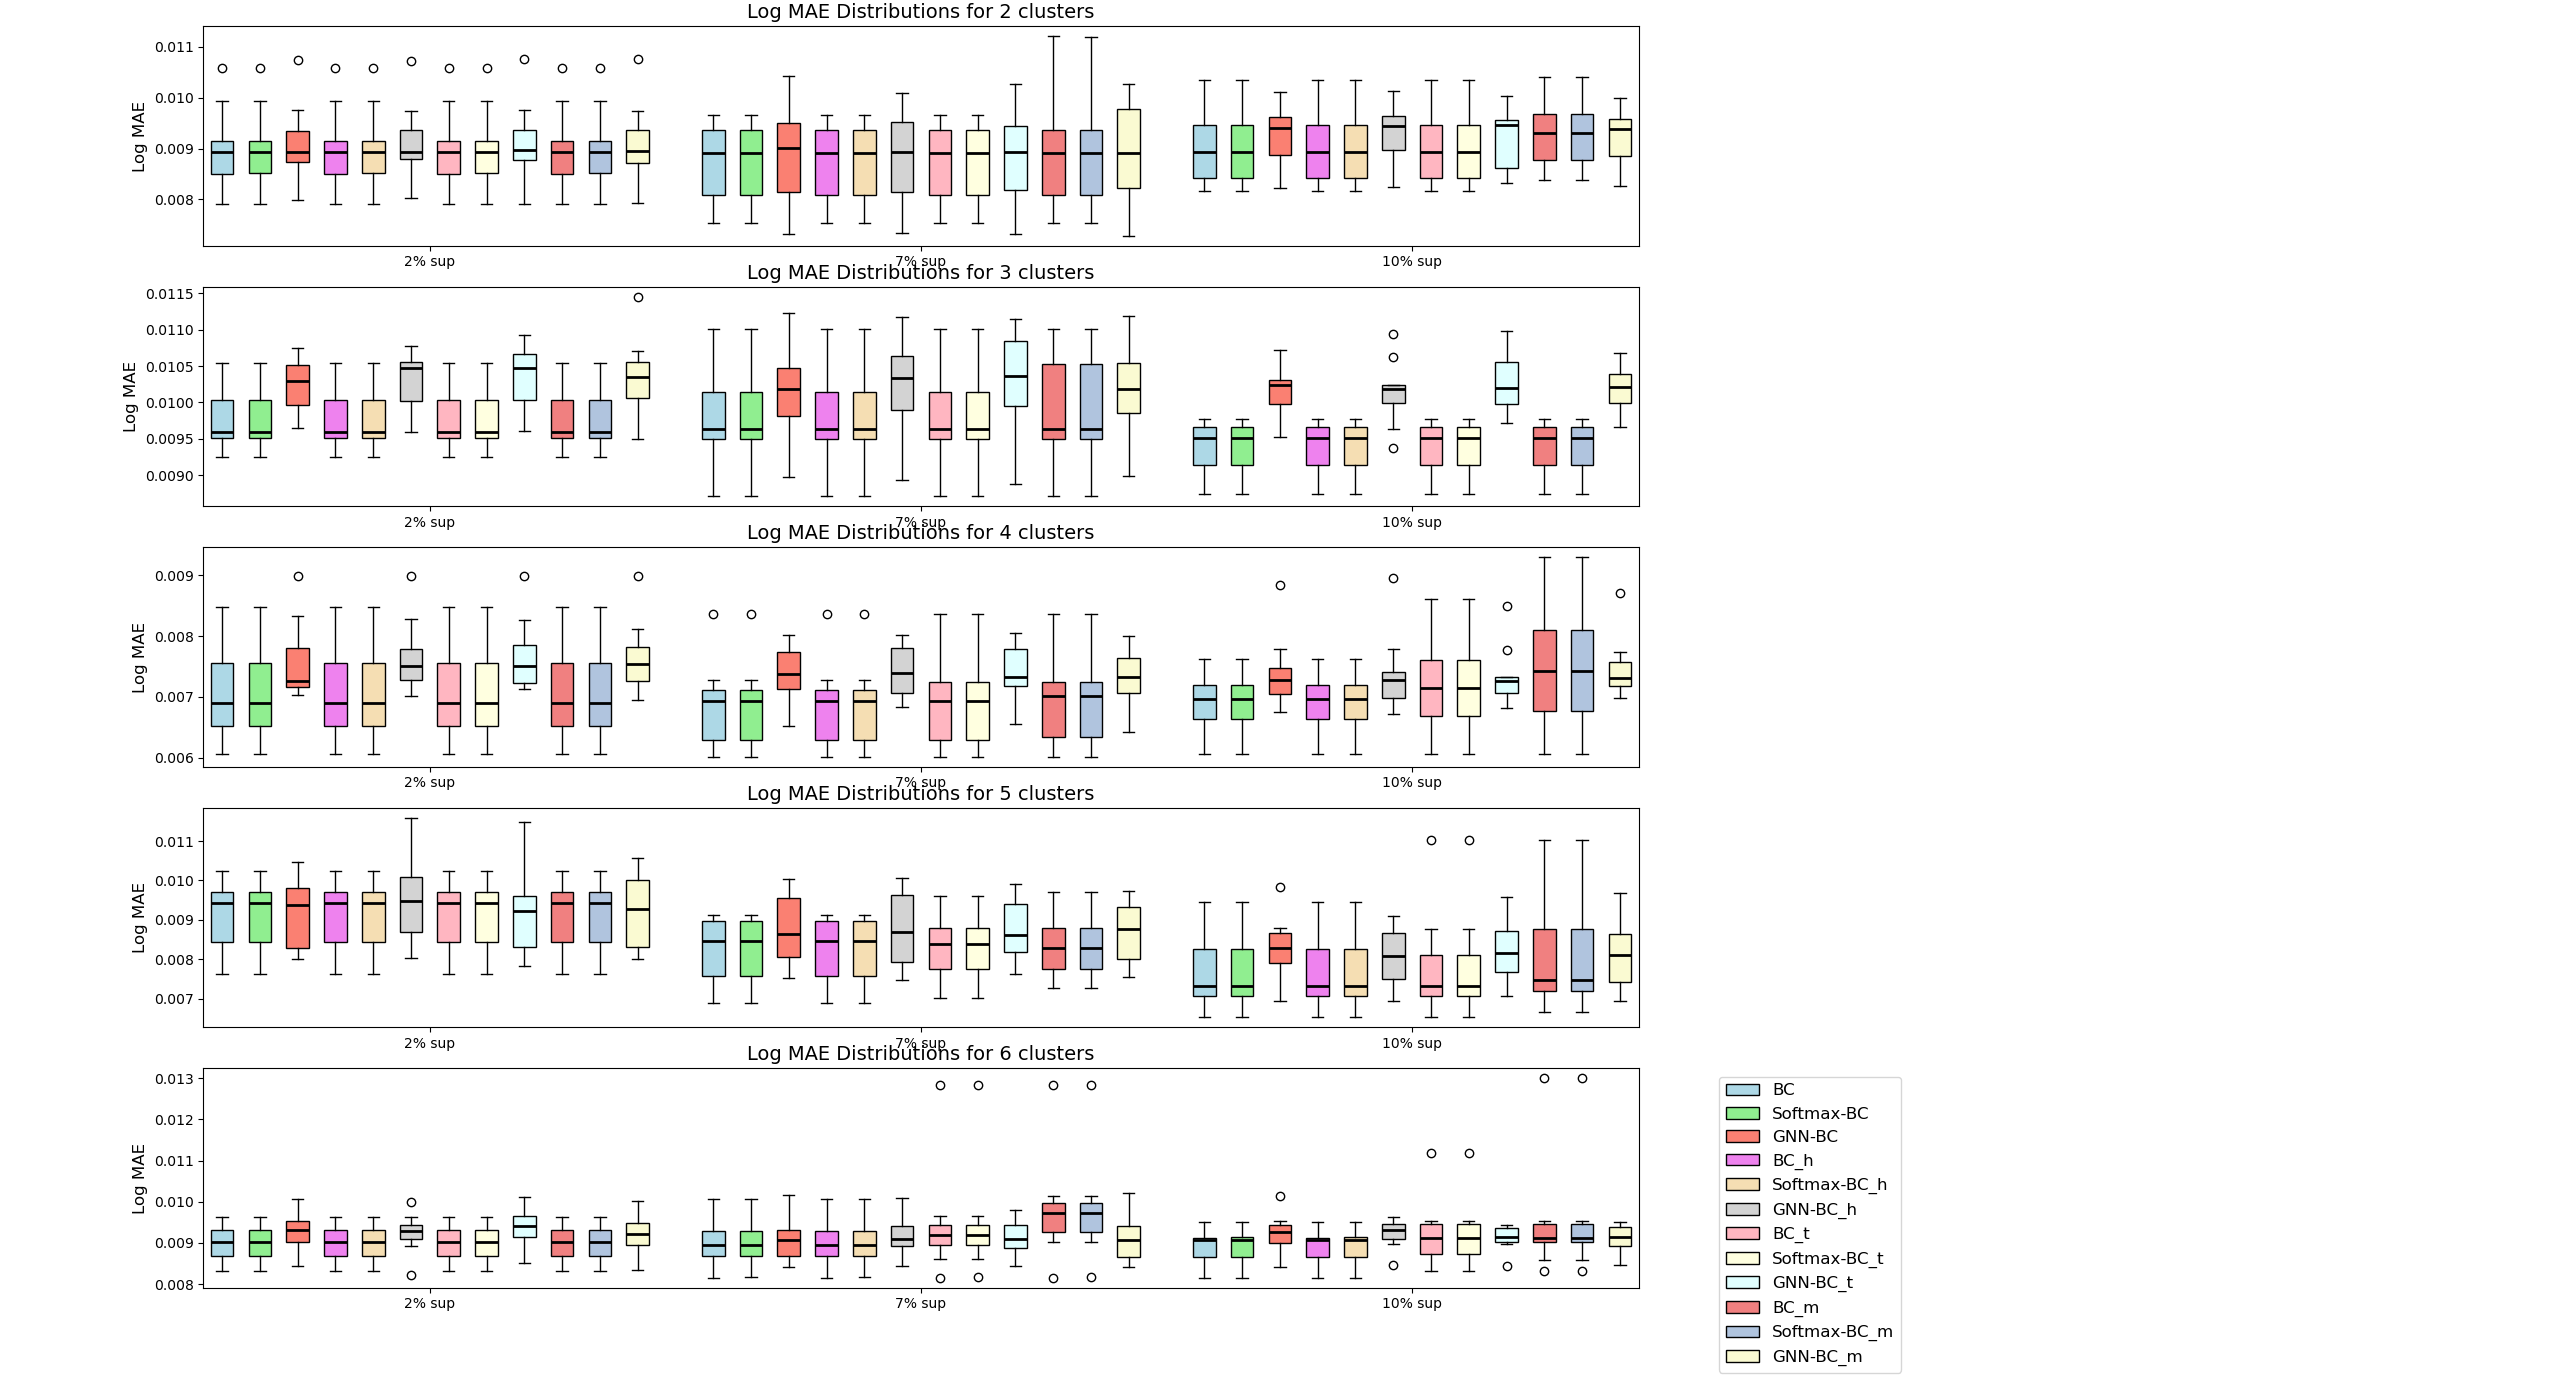 Log MAE Distributions for 2 clusters
0.011
0.010
0.009
0.008
Log MAE
2% sup
7% sup
10% sup
Log MAE Distributions for 3 clusters
0.0115
0.0110
0.0105
0.0100
0.0095
0.0090
Log MAE
2% sup
7% sup
10% sup
Log MAE Distributions for 4 clusters
0.009
0.008
0.007
0.006
Log MAE
2% sup
7% sup
10% sup
Log MAE Distributions for 5 clusters
0.011
0.010
0.009
0.008
0.007
Log MAE
2% sup
7% sup
10% sup
Log MAE Distributions for 6 clusters
0.013
0.012
0.011
0.010
0.009
0.008
Log MAE
2% sup
7% sup
10% sup
BC
Softmax-BC
GNN-BC
BC_h
Softmax-BC_h
GNN-BC_h
BC_t
Softmax-BC_t
GNN-BC_t
BC_m
Softmax-BC_m
GNN-BC_m